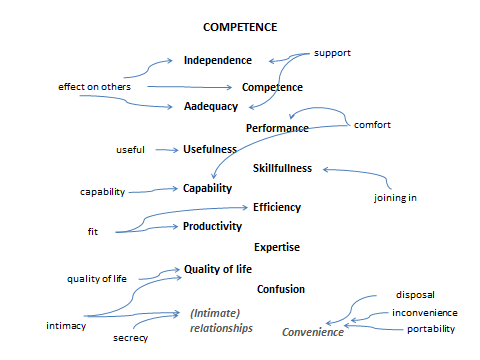 COMPETENCE
support
Independence
effect on others
Competence
Aadequacy
Performance
comfort
useful
Usefulness
Skillfullness
capability
Capability
joining in
Efficiency
fit
Productivity
Expertise
quality of life
Quality of life
Confusion
disposal
inconvenience
intimacy
(Intimate)
relationships
Convenience
portability
secrecy